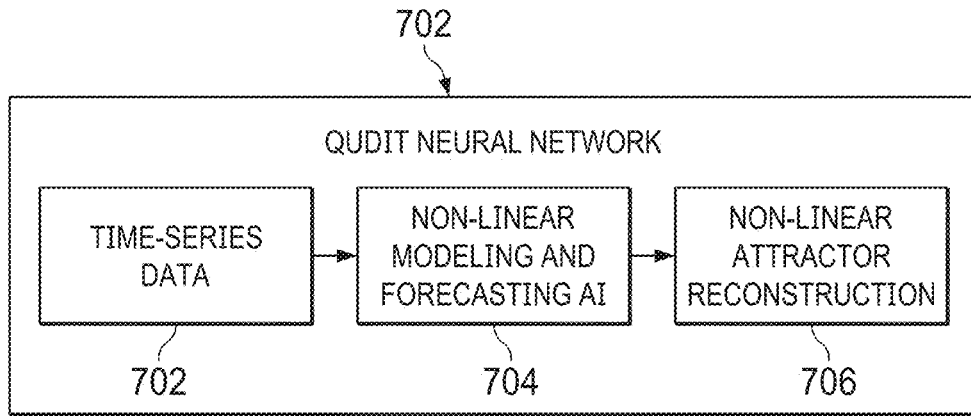 702
QUDIT NEURAL NETWORK
TIME-SERIES
DATA
NON-LINEAR
MODELING AND
FORECASTING AI
NON-LINEAR
ATTRACTOR
RECONSTRUCTION
702
704
706